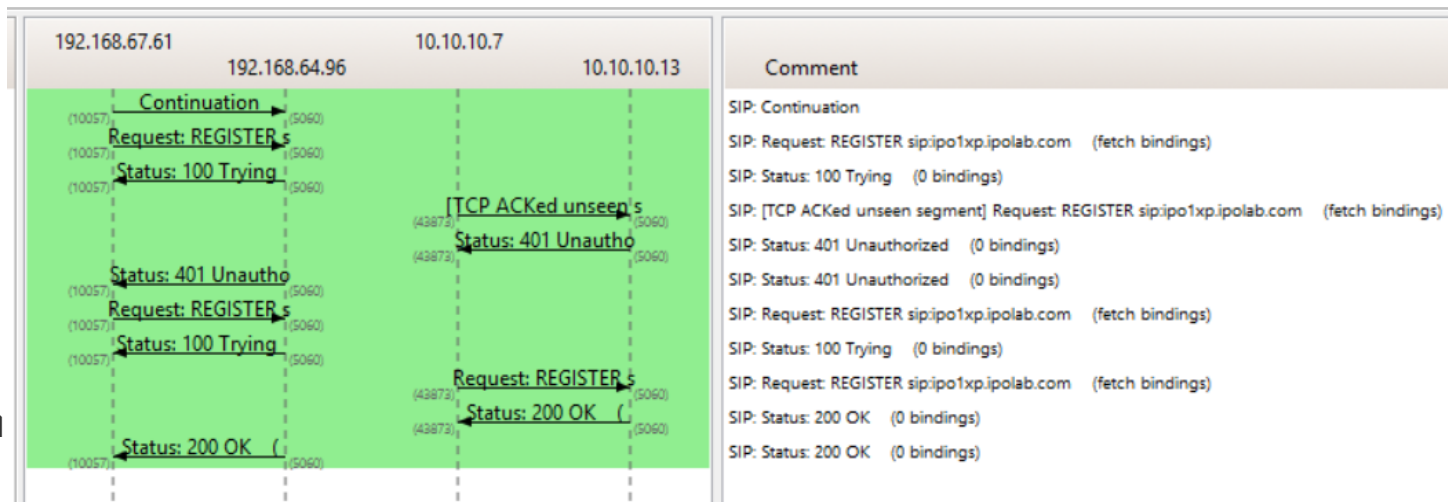 192.168.67.61 10.10.10.7
192.168.64.96 10.10.10.13 Comment
Continuation SIP: Continuation
(10057) (5060)
Request: REGISTER s SIP: Request: REGISTER sip:ipo1xp.ipolab.com (fetch bindings)
(10057) (5060)
Status: 100 Trying SIP: Status: 100 Trying (0 bindings)
(10057) (5060)
[TCP ACKed unseen s SIP: [TCP ACKed unseen segment] Request: REGISTER sip:ipo1xp.ipolab.com (fetch bindings)
(43873) (5060)
Status: 401 Unautho SIP: Status: 401 Unauthorized (0 bindings)
(43873) (5060)
Status: 401 Unautho SIP: Status: 401 Unauthorized (0 bindings)
(10057) (5060)
Request: REGISTER s SIP: Request: REGISTER sip:ipo1xp.ipolab.com (fetch bindings)
(10057) (5060)
Status: 100 Trying SIP: Status: 100 Trying (0 bindings)
(10057) (5060)
Request: REGISTER s SIP: Request: REGISTER sip:ipo1xp.ipolab.com (fetch bindings)
(43873) (5060)
Status: 200 OK ( SIP: Status: 200 OK (0 bindings)
(43873) (5060)
Status: 200 OK ( SIP: Status: 200 OK (0 bindings)
(10057) (5060)